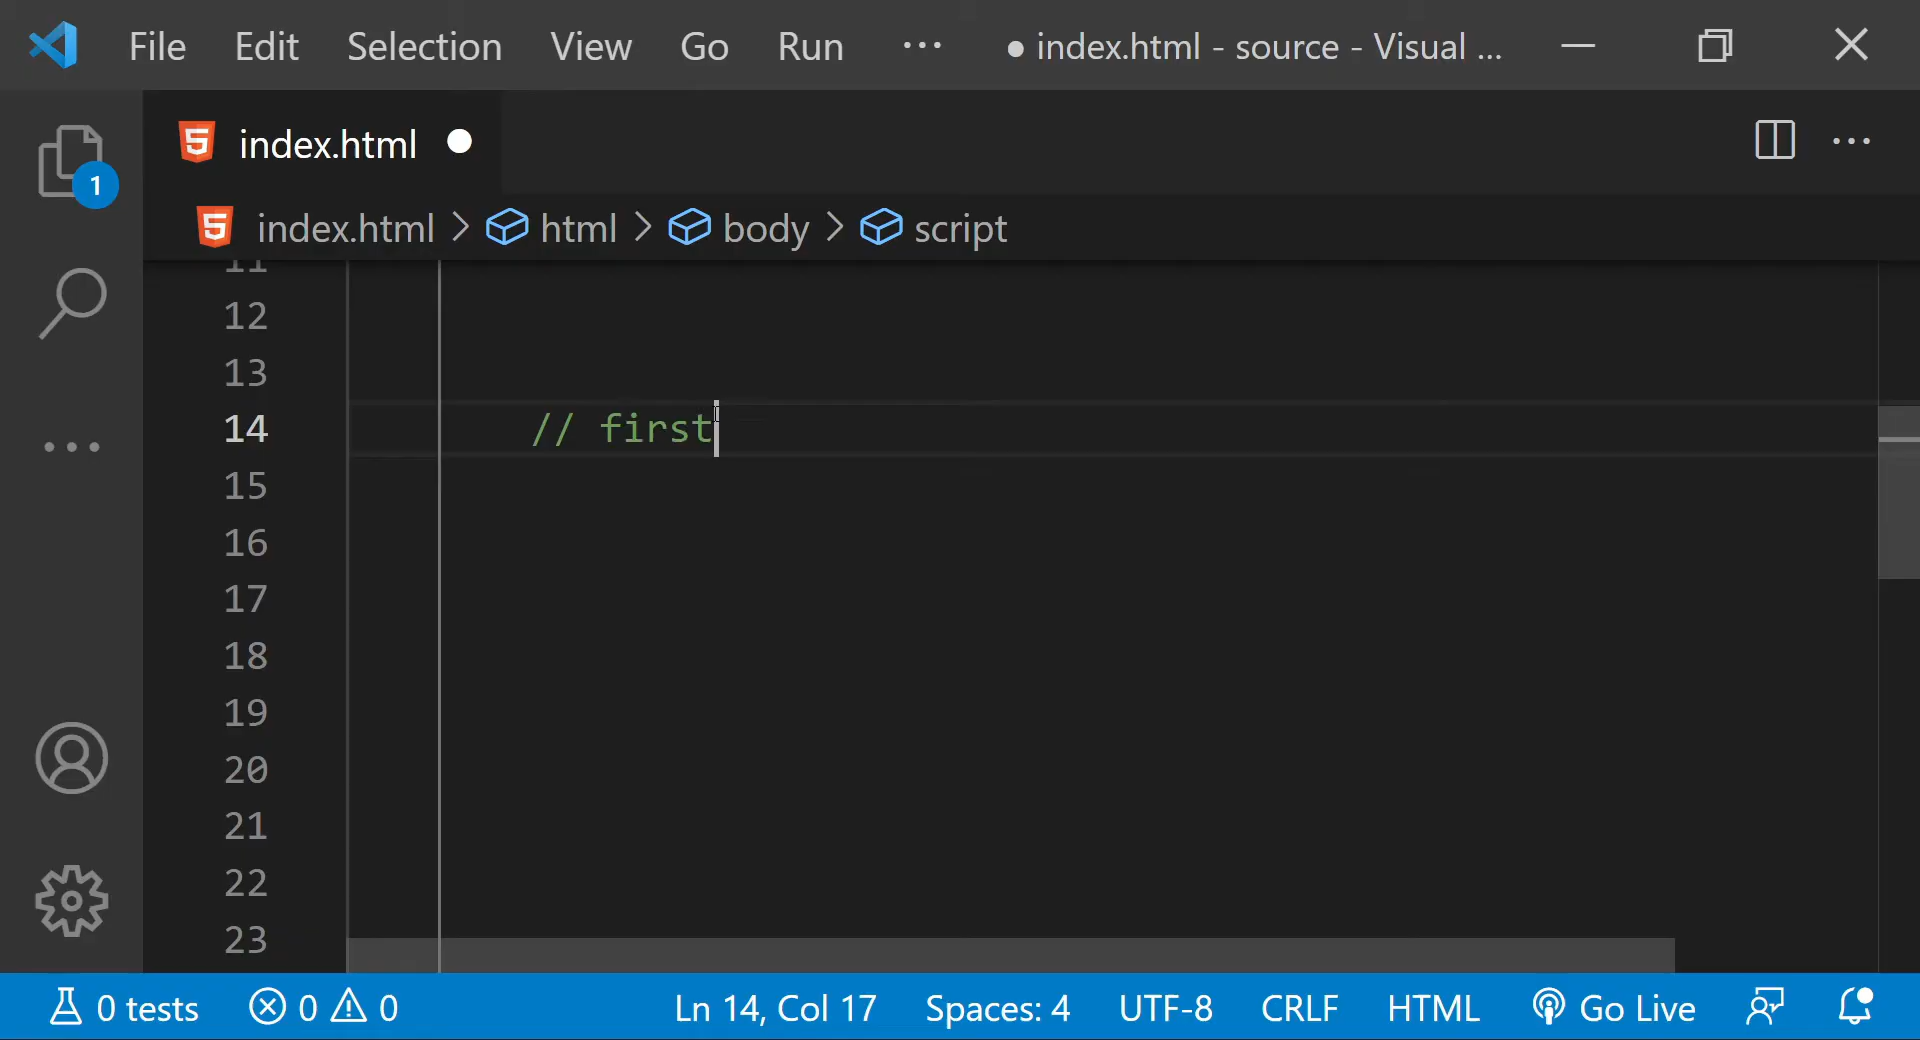 File Edit Selection View Go Run ··· ● index.html - source - Visual ...
index.html ●
1
index.html > html > body > script
11
12
13
14 // first
15
16
17
18
19
20
21
22
23
0 tests 0 0 Ln 14, Col 17 Spaces: 4 UTF-8 CRLF HTML Go Live